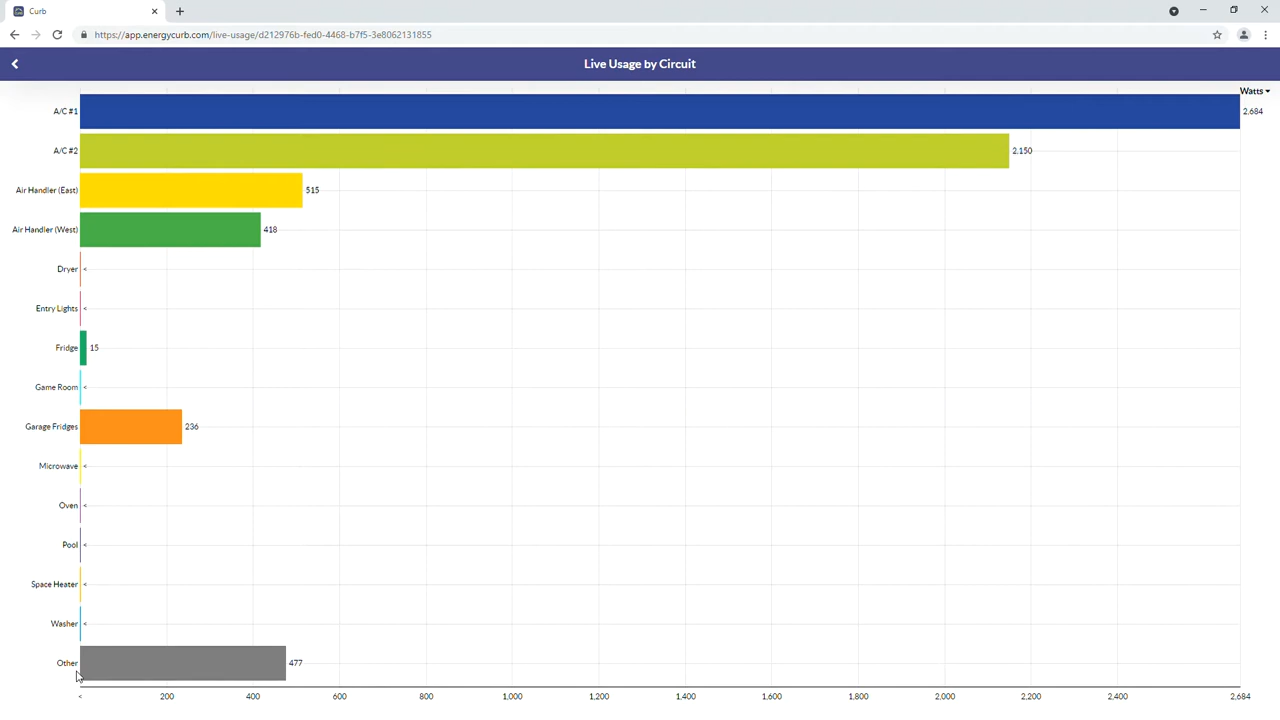 Curb
https://app.energycurb.com/live-usage/d212976b-fed0-4468-b7f5-3e8062131855
Live Usage by Circuit
Watts
A/C #1 2,684
A/C #2 2,150
Air Handler (East) 515
Air Handler (West) 418
Dryer <
Entry Lights <
Fridge 15
Game Room <
Garage Fridges 236
Microwave <
Oven <
Pool <
Space Heater <
Washer <
Other 477
< 200 400 600 800 1,000 1,200 1,400 1,600 1,800 2,000 2,200 2,400 2,684